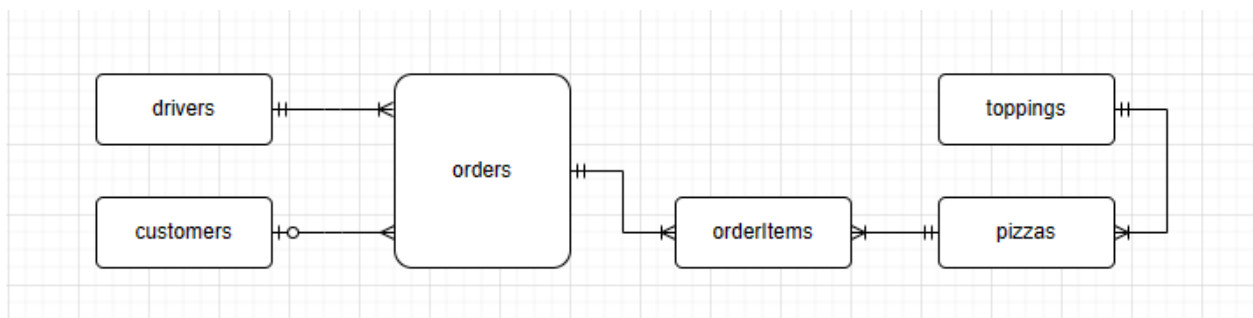 drivers
customers
orders
orderItems
toppings
pizzas